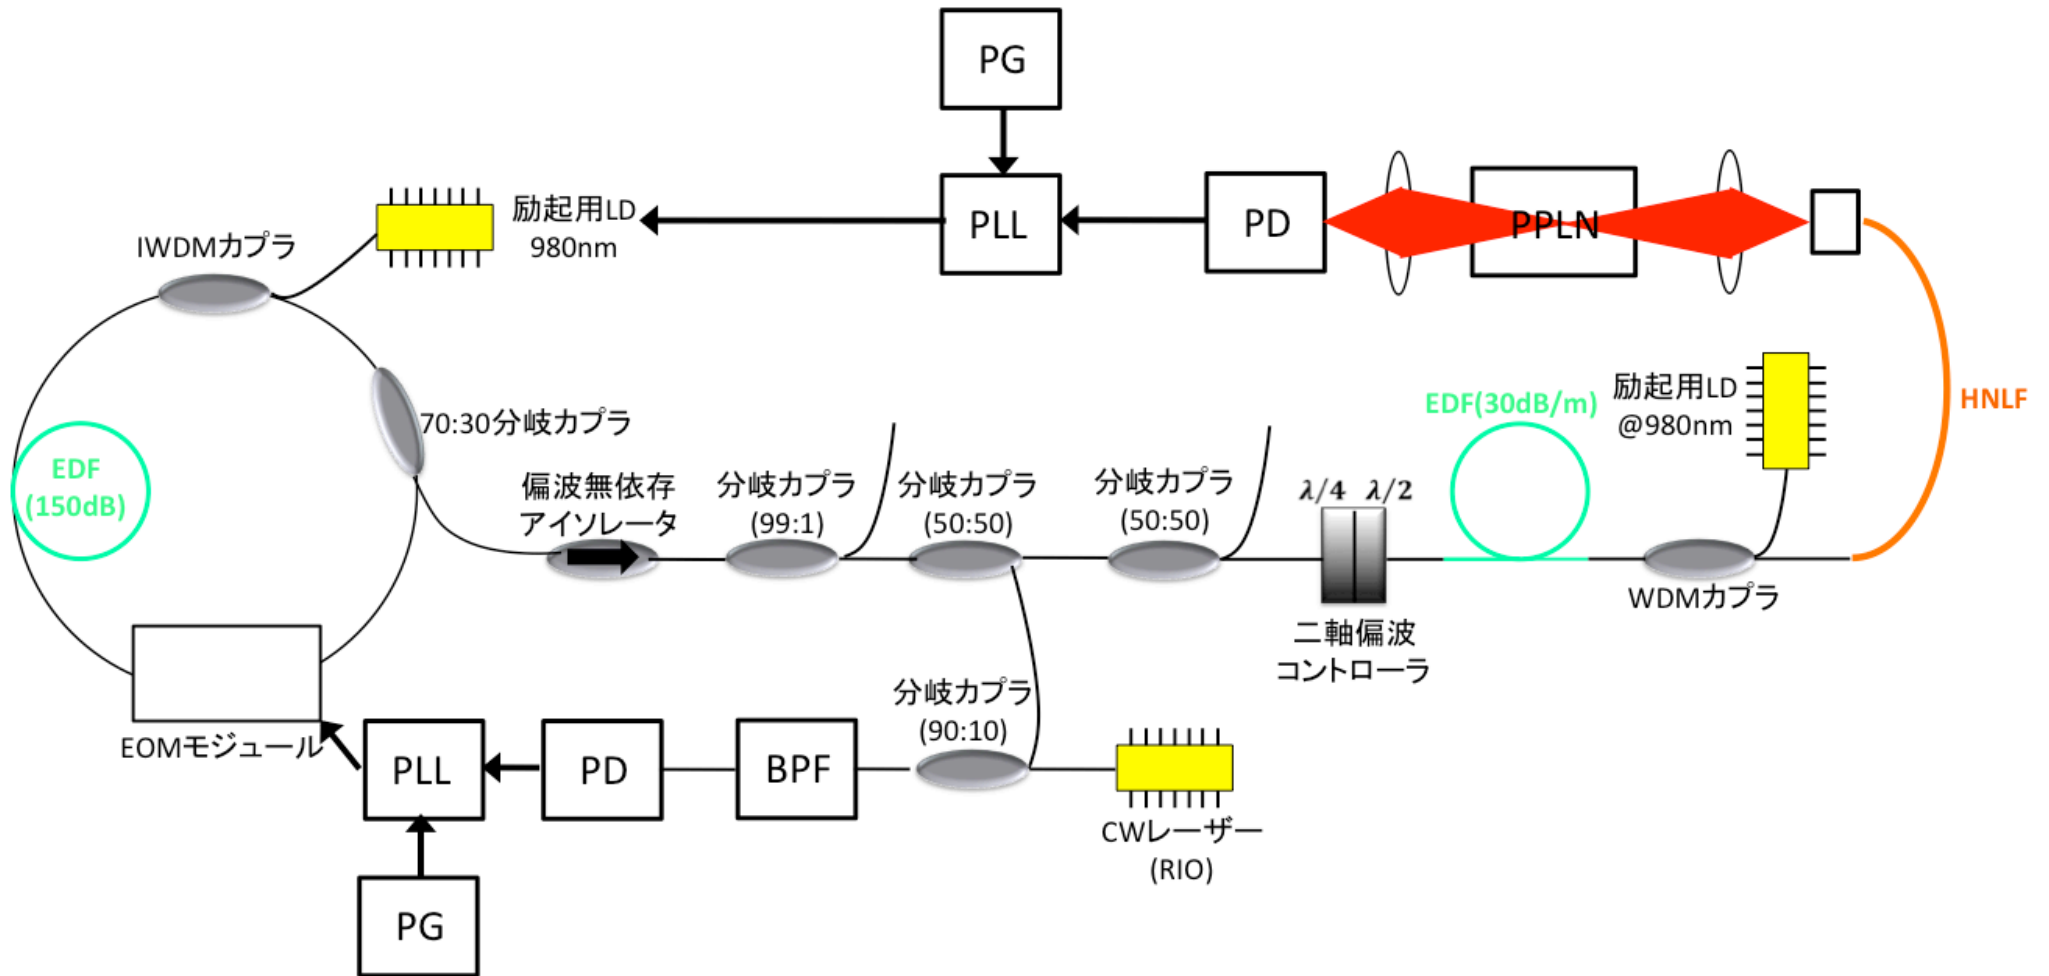 PG
励起用LD
980nm
PLL
PD
PPLN
IWDMカプラ
70:30分岐カプラ
EDF
(150dB)
偏波無依存
アイソレータ
分岐カプラ
(99:1)
分岐カプラ
(50:50)
分岐カプラ
(50:50)
λ/4 λ/2
EDF(30dB/m)
励起用LD
@980nm
HNLF
WDMカプラ
二軸偏波
コントローラ
分岐カプラ
(90:10)
EOMモジュール
PLL
PD
BPF
CWレーザー
(RIO)
PG